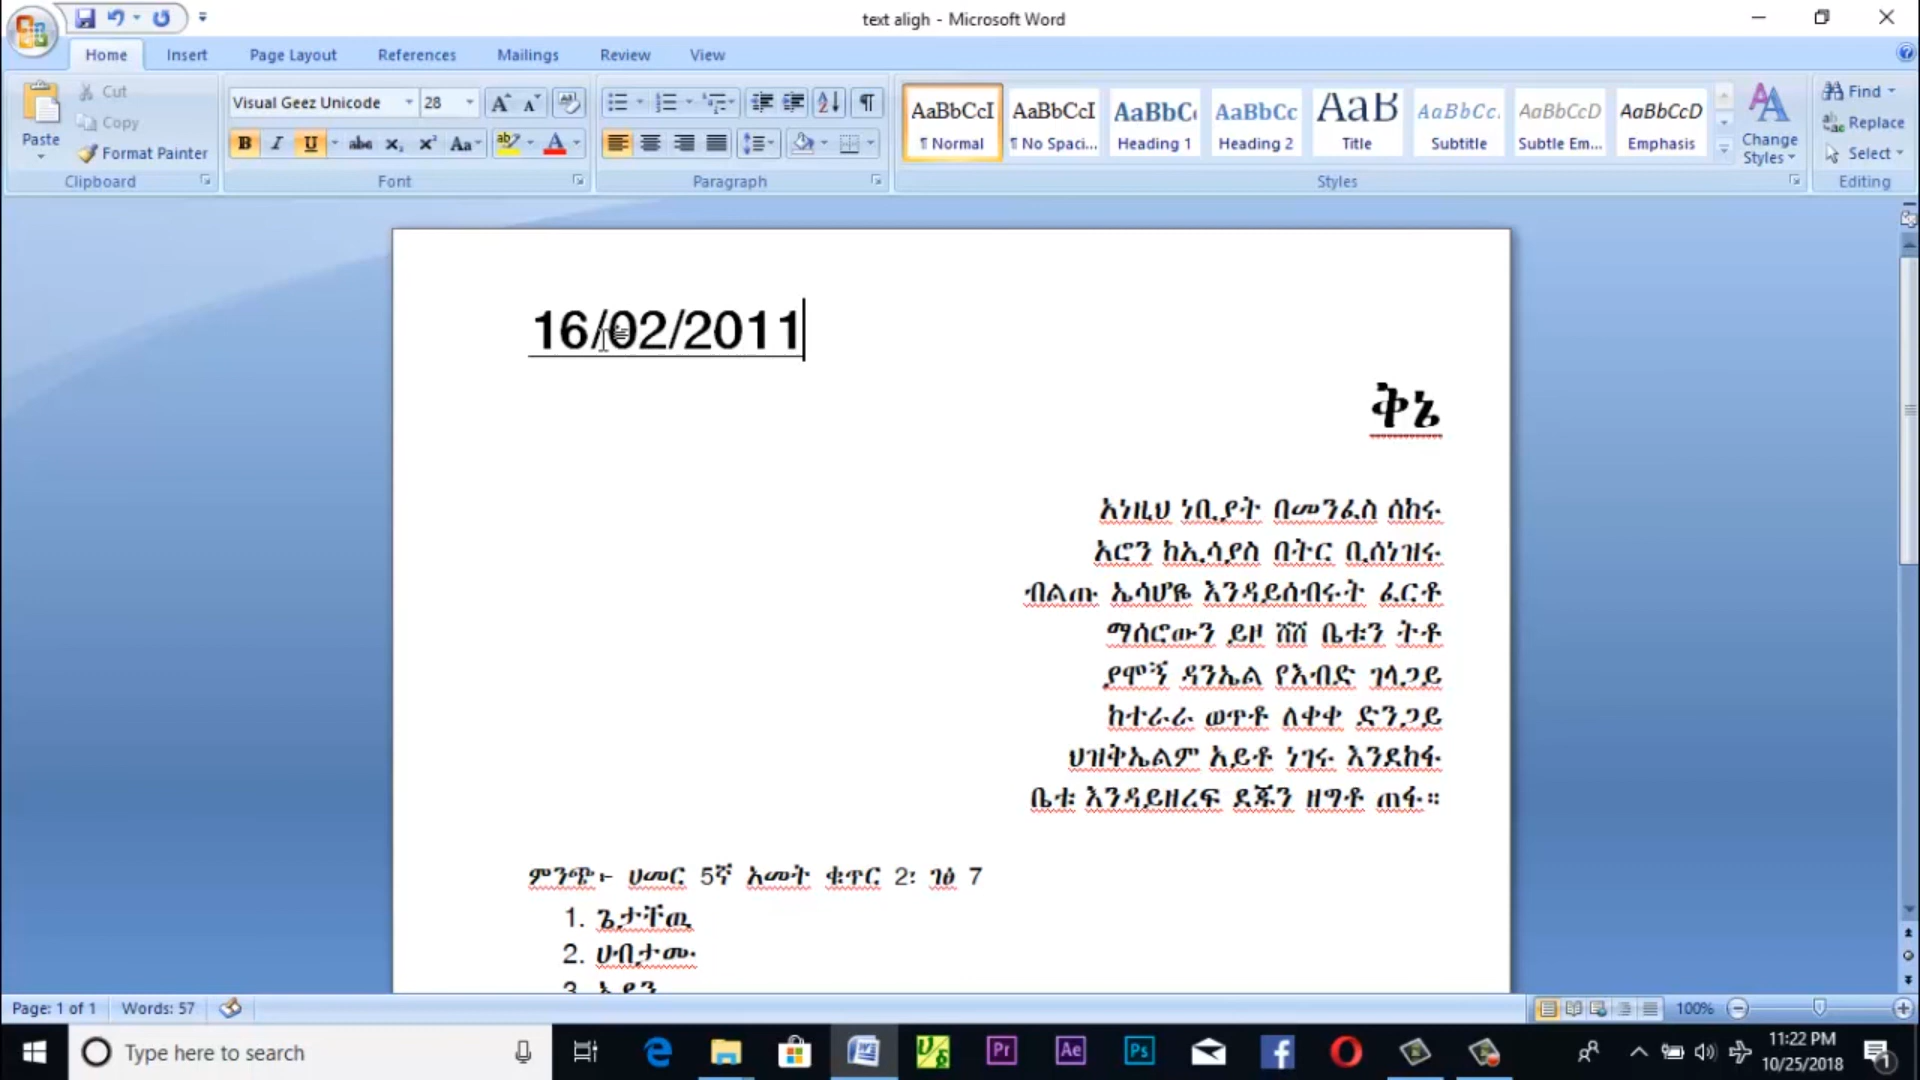 text aligh - Microsoft Word
Home Insert Page Layout References Mailings Review View
Paste
Cut
Copy
Format Painter
Clipboard
Visual Geez Unicode 28
Font
Paragraph
AaBbCcI AaBbCcI AaBbC AaBbCc AaB AaBbCc. AaBbCcD AaBbCcD
¶ Normal ¶ No Spaci... Heading 1 Heading 2 Title Subtitle Subtle Em... Emphasis
Change Styles
Styles
Find
Replace
Select
Editing
16/02/2011
ቅኔ
እነዚህ ነቢያት በመንፈስ ሰከሩ
አሮን ከኢሳያስ በትር ቢሰነዝሩ
ብልጡ ኤሳሆዬ እንዳይሰብሩት ፈርቶ
ማሰሮውን ይዞ ሸሸ ቤቱን ትቶ
ያሞኝ ዳንኤል የእብድ ገላጋይ
ከተራራ ወጥቶ ለቀቀ ድንጋይ
ህዝቅኤልም አይቶ ነገሩ እንደከፋ
ቤቱ እንዳይዘረፍ ደጁን ዘግቶ ጠፋ።
ምንጭ፦ ሀመር 5ኛ አመት ቁጥር 2፡ ገፅ 7
1. ጌታቸዉ
2. ሀብታሙ
Page: 1 of 1 Words: 57 100%
Type here to search
11:22 PM
10/25/2018